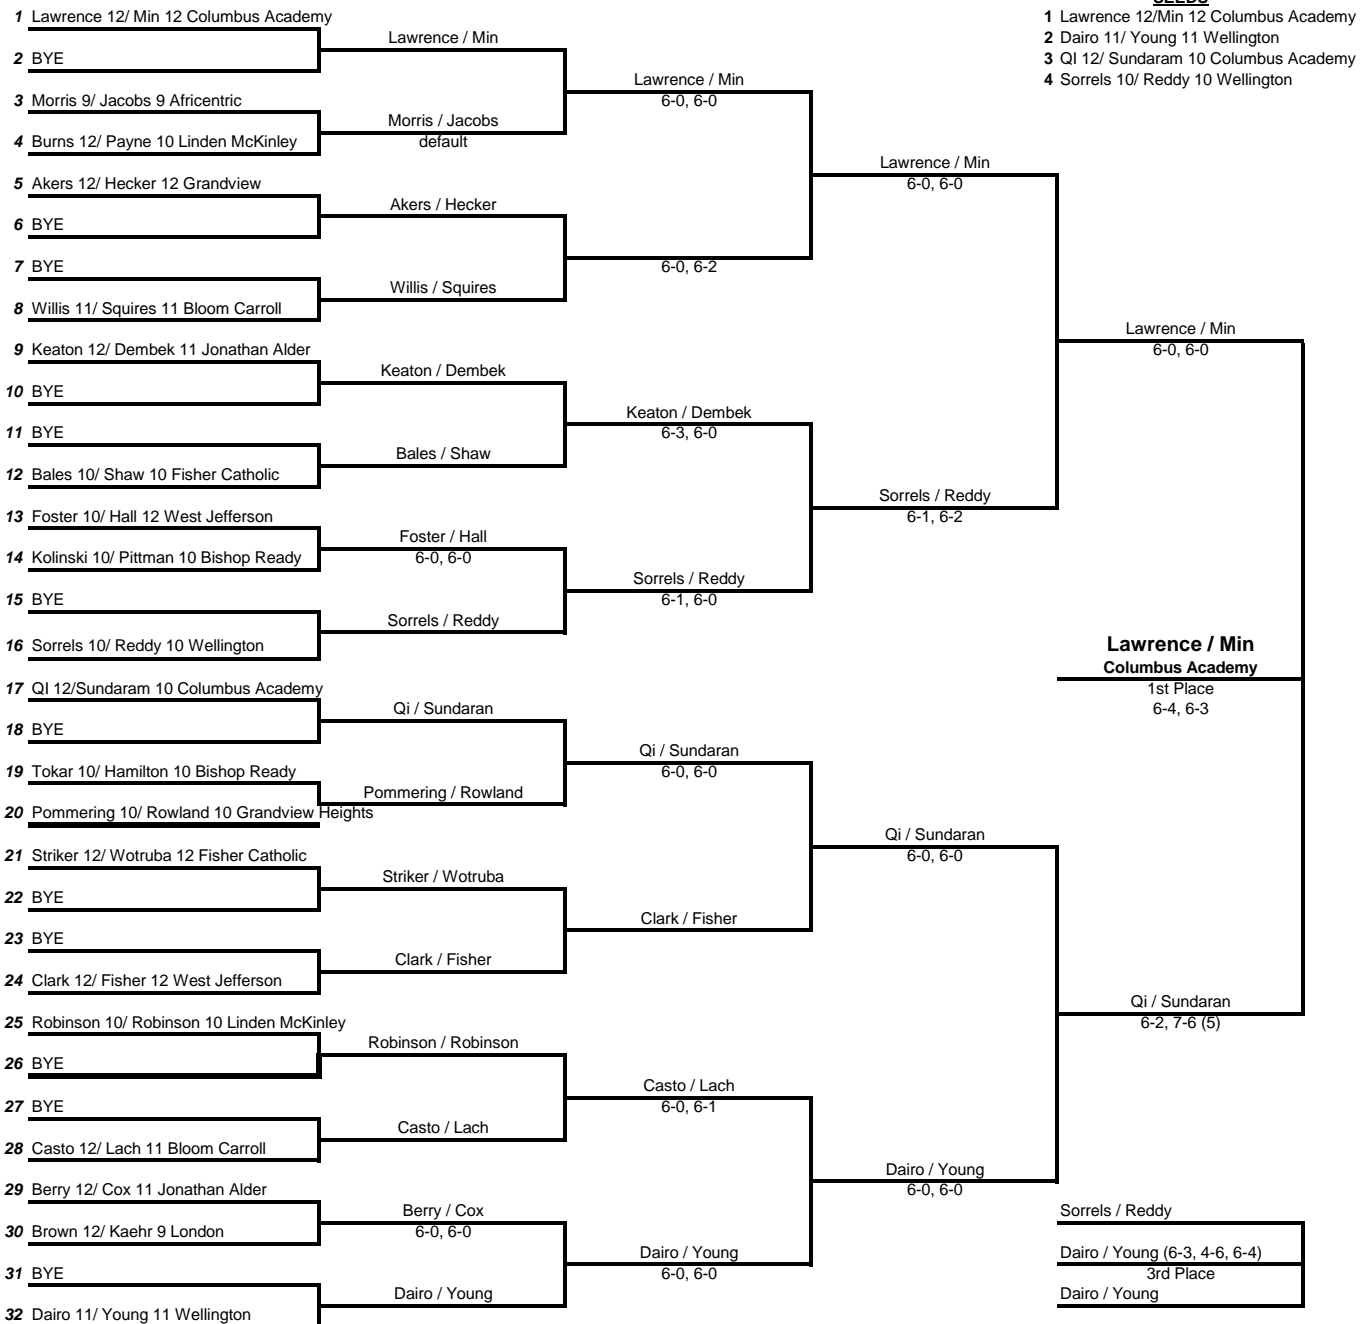 SEEDS
1 Lawrence 12/Min 12 Columbus Academy
2 Dairo 11/ Young 11 Wellington
3 QI 12/ Sundaram 10 Columbus Academy
4 Sorrels 10/ Reddy 10 Wellington
1 Lawrence 12/ Min 12 Columbus Academy
2 BYE
3 Morris 9/ Jacobs 9 Africentric
4 Burns 12/ Payne 10 Linden McKinley
5 Akers 12/ Hecker 12 Grandview
6 BYE
7 BYE
8 Willis 11/ Squires 11 Bloom Carroll
9 Keaton 12/ Dembek 11 Jonathan Alder
10 BYE
11 BYE
12 Bales 10/ Shaw 10 Fisher Catholic
13 Foster 10/ Hall 12 West Jefferson
14 Kolinski 10/ Pittman 10 Bishop Ready
15 BYE
16 Sorrels 10/ Reddy 10 Wellington
17 QI 12/Sundaram 10 Columbus Academy
18 BYE
19 Tokar 10/ Hamilton 10 Bishop Ready
20 Pommering 10/ Rowland 10 Grandview Heights
21 Striker 12/ Wotruba 12 Fisher Catholic
22 BYE
23 BYE
24 Clark 12/ Fisher 12 West Jefferson
25 Robinson 10/ Robinson 10 Linden McKinley
26 BYE
27 BYE
28 Casto 12/ Lach 11 Bloom Carroll
29 Berry 12/ Cox 11 Jonathan Alder
30 Brown 12/ Kaehr 9 London
31 BYE
32 Dairo 11/ Young 11 Wellington
Lawrence / Min
Morris / Jacobs
default
Akers / Hecker
Willis / Squires
Keaton / Dembek
Bales / Shaw
Foster / Hall
6-0, 6-0
Sorrels / Reddy
Qi / Sundaran
Pommering / Rowland
Striker / Wotruba
Clark / Fisher
Robinson / Robinson
Casto / Lach
Berry / Cox
6-0, 6-0
Dairo / Young
Lawrence / Min
6-0, 6-0
6-0, 6-2
Keaton / Dembek
6-3, 6-0
Sorrels / Reddy
6-1, 6-0
Qi / Sundaran
6-0, 6-0
Clark / Fisher
Casto / Lach
6-0, 6-1
Dairo / Young
6-0, 6-0
Lawrence / Min
6-0, 6-0
Sorrels / Reddy
6-1, 6-2
Qi / Sundaran
6-0, 6-0
Dairo / Young
6-0, 6-0
Lawrence / Min
6-0, 6-0
Lawrence / Min
Columbus Academy
1st Place
6-4, 6-3
Qi / Sundaran
6-2, 7-6 (5)
Sorrels / Reddy
Dairo / Young (6-3, 4-6, 6-4)
3rd Place
Dairo / Young